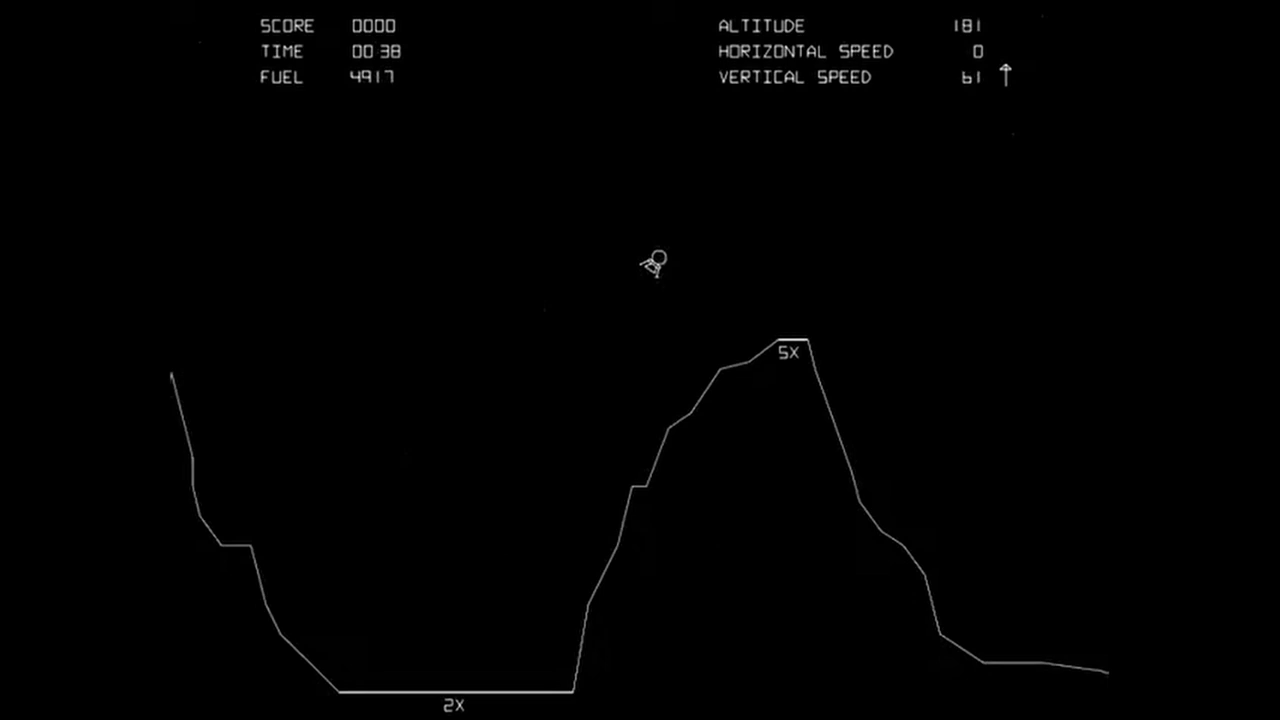 SCORE 0000
TIME 00 38
FUEL 4917
ALTITUDE 181
HORIZONTAL SPEED 0
VERTICAL SPEED 61 ↑
5X
2X